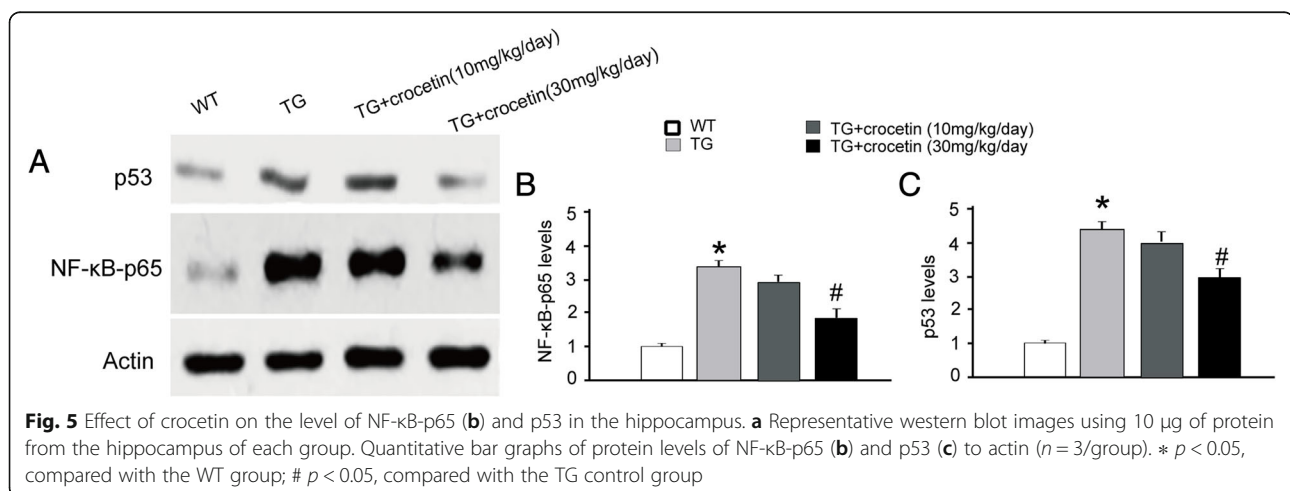 WT
TG
TG+crocetin(10mg/kg/day)
TG+crocetin(30mg/kg/day)
A
p53
NF-κB-p65
Actin
WT
TG
TG+crocetin (10mg/kg/day)
TG+crocetin (30mg/kg/day
B
NF-κB-p65 levels
5
4
3
2
1
0
*
#
C
p53 levels
5
4
3
2
1
0
*
#
Fig. 5 Effect of crocetin on the level of NF-κB-p65 (b) and p53 in the hippocampus. a Representative western blot images using 10 μg of protein
from the hippocampus of each group. Quantitative bar graphs of protein levels of NF-κB-p65 (b) and p53 (c) to actin (n = 3/group). * p < 0.05,
compared with the WT group; # p < 0.05, compared with the TG control group